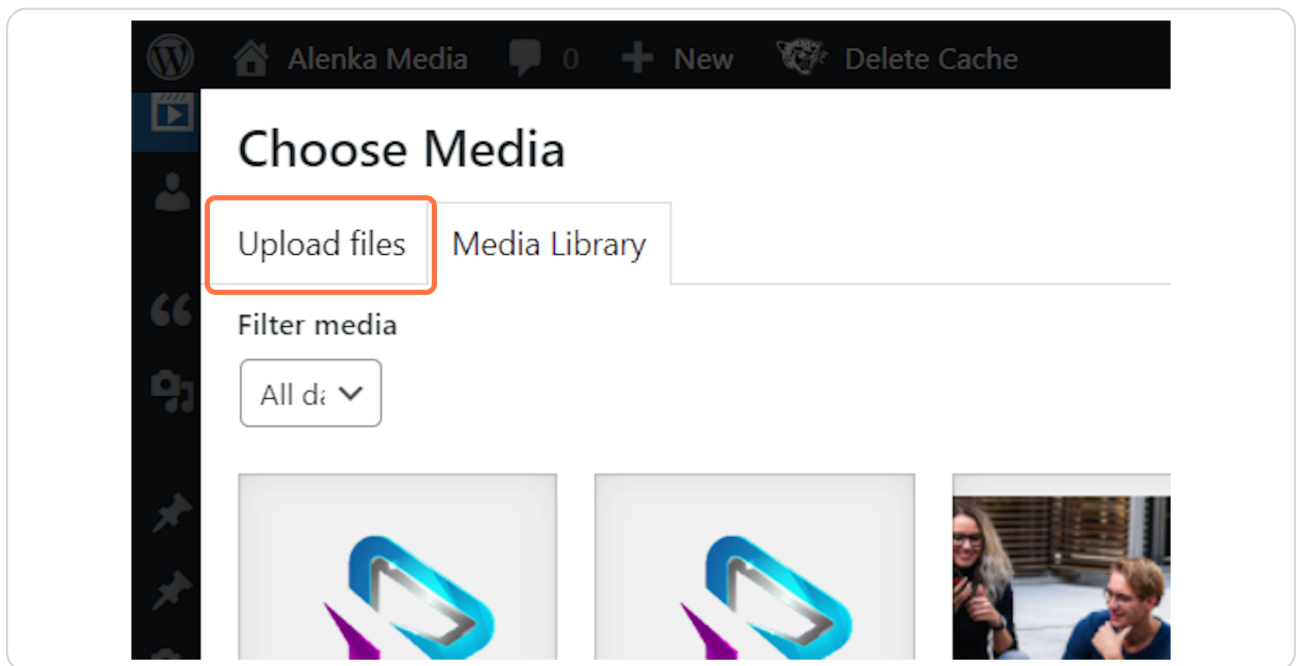 Alenka Media 0 New Delete Cache
Choose Media
Upload files Media Library
Filter media
All da